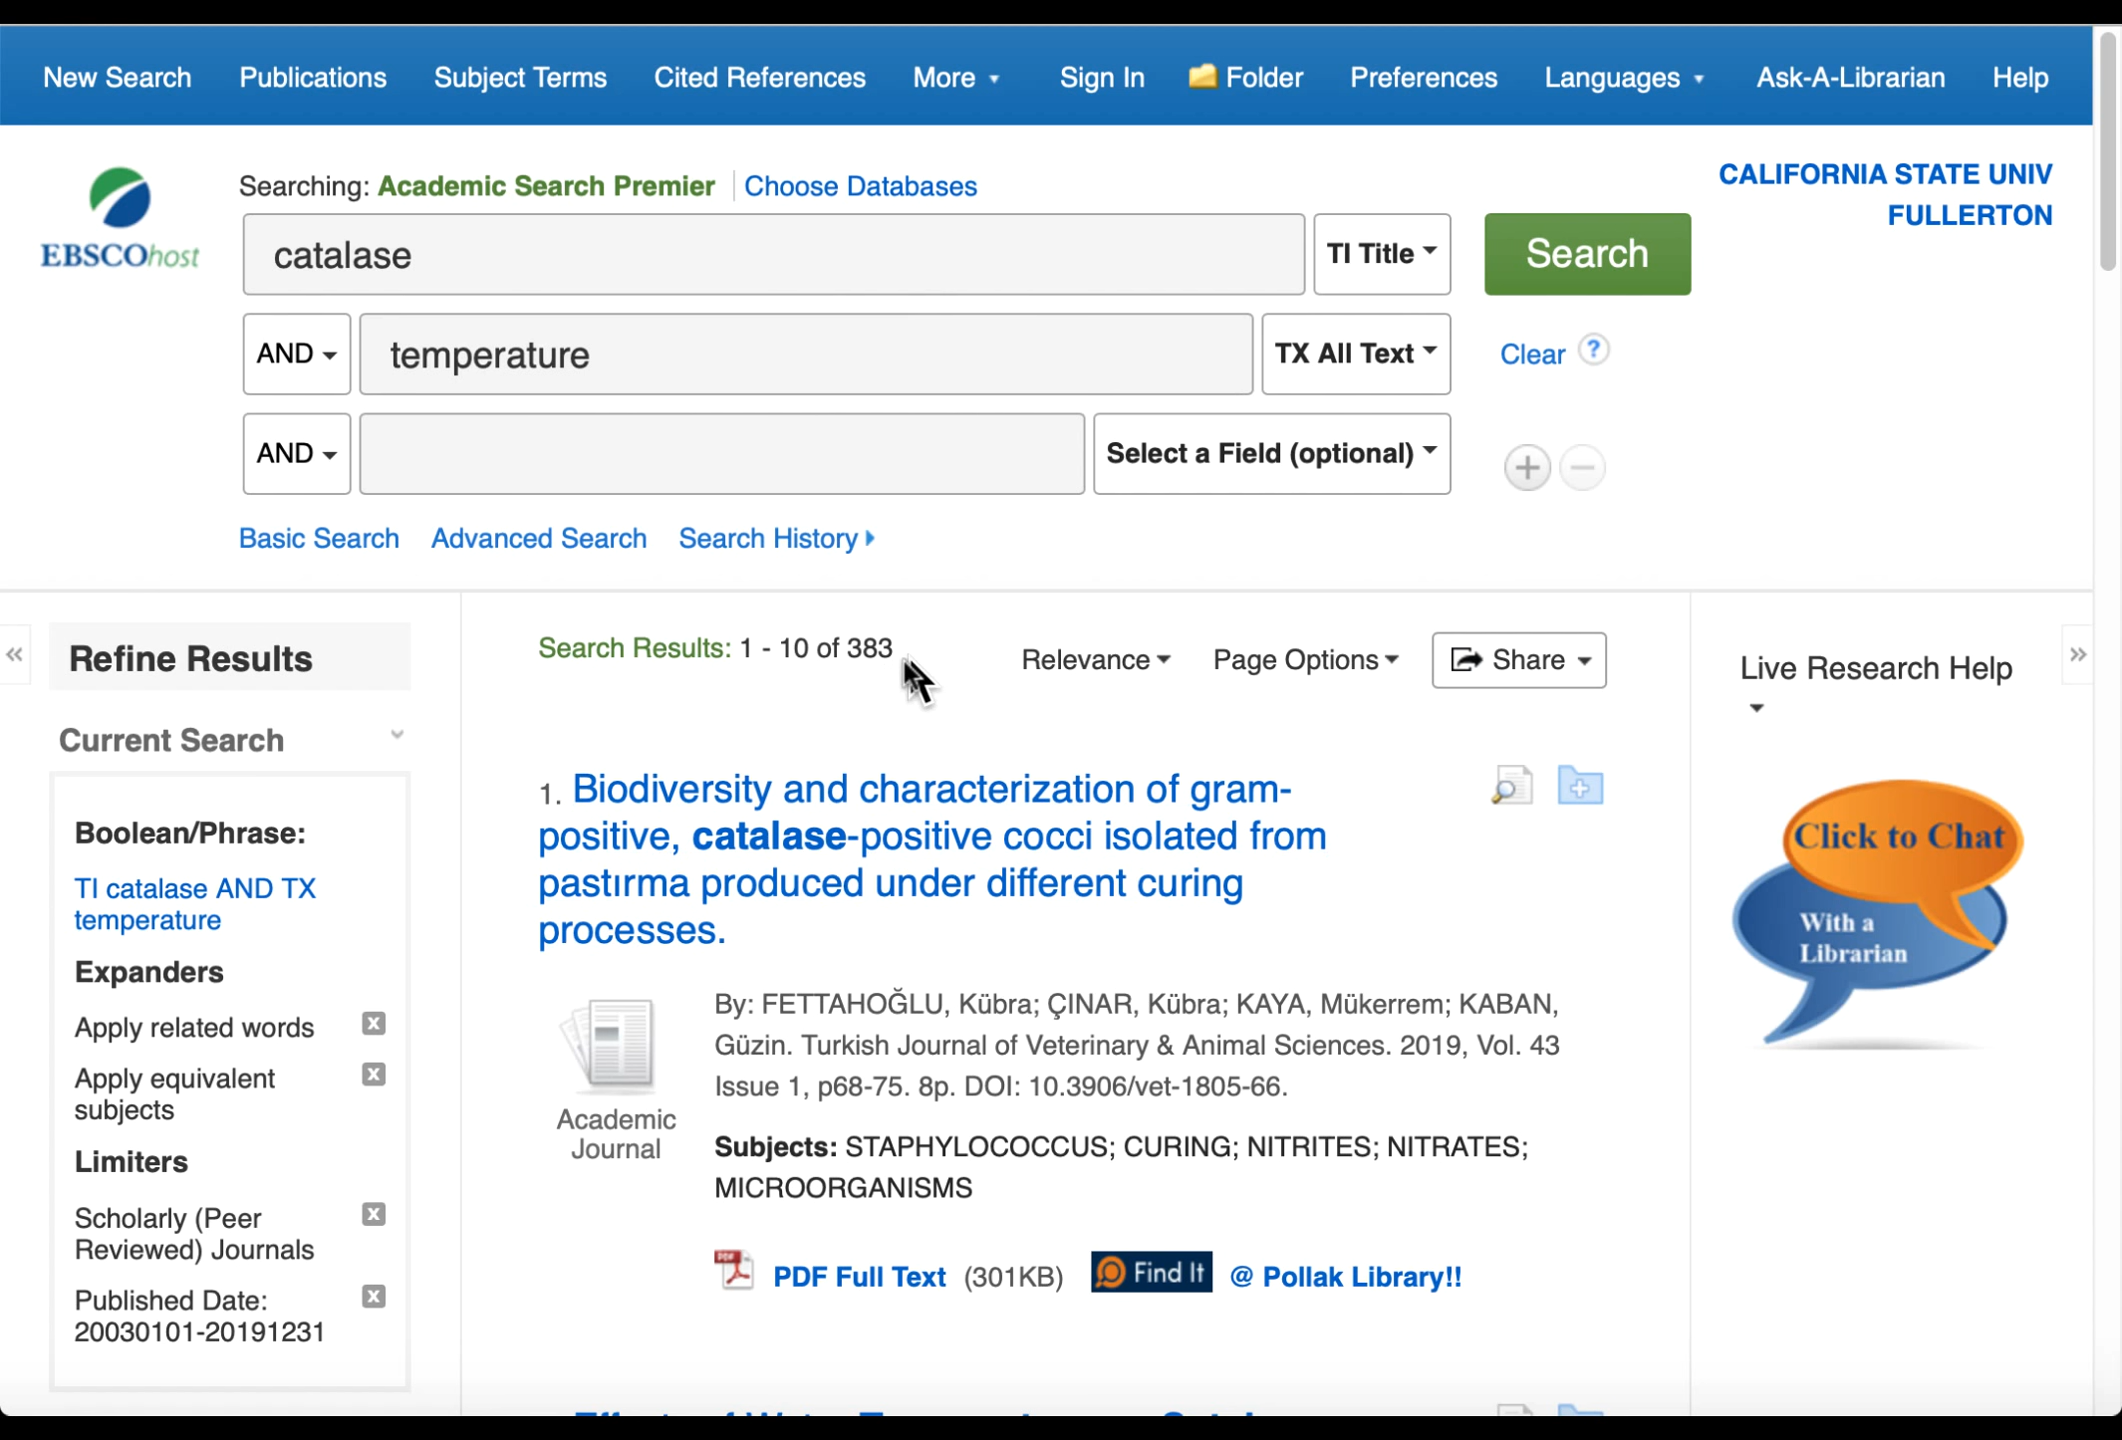 New Search Publications Subject Terms Cited References More Sign In Folder Preferences Languages Ask-A-Librarian Help
EBSCOhost
Searching: Academic Search Premier Choose Databases
CALIFORNIA STATE UNIV
FULLERTON
catalase TI Title Search
AND temperature TX All Text Clear ?
AND Select a Field (optional)
Basic Search Advanced Search Search History
Refine Results
Current Search
Boolean/Phrase:
TI catalase AND TX
temperature
Expanders
Apply related words
Apply equivalent
subjects
Limiters
Scholarly (Peer
Reviewed) Journals
Published Date:
20030101-20191231
Search Results: 1 - 10 of 383 Relevance Page Options Share
1. Biodiversity and characterization of gram-
positive, catalase-positive cocci isolated from
pastırma produced under different curing
processes.
Academic
Journal
By: FETTAHOĞLU, Kübra; ÇINAR, Kübra; KAYA, Mükerrem; KABAN,
Güzin. Turkish Journal of Veterinary & Animal Sciences. 2019, Vol. 43
Issue 1, p68-75. 8p. DOI: 10.3906/vet-1805-66.
Subjects: STAPHYLOCOCCUS; CURING; NITRITES; NITRATES;
MICROORGANISMS
PDF PDF Full Text (301KB) Find It @ Pollak Library!!
Live Research Help
Click to Chat
With a
Librarian